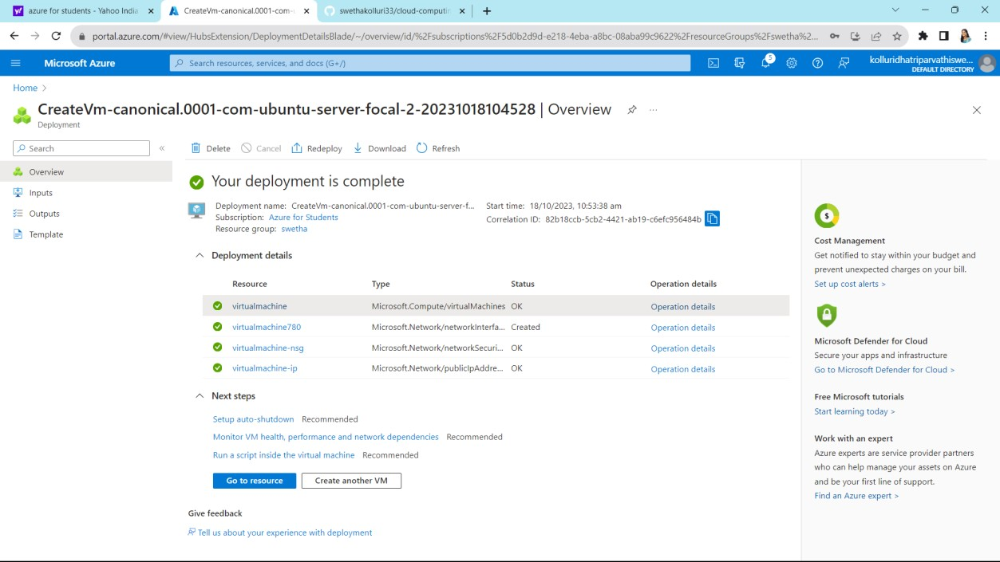 azure for students - Yahoo India
CreateVm-canonical.0001-com-
swethakolluri33/cloud-computin
portal.azure.com/#view/HubsExtension/DeploymentDetailsBlade/~/overview/id/%2Fsubscriptions%2F5d0b2d9d-e218-4eba-a8bc-08aba99c9622%2FresourceGroups%2Fswetha%2...
Microsoft Azure
Search resources, services, and docs (G+/)
5
kolluridhatriparvathiswe...
DEFAULT DIRECTORY
Home >
CreateVm-canonical.0001-com-ubuntu-server-focal-2-20231018104528 | Overview
Deployment
Search
Overview
Inputs
Outputs
Template
Delete Cancel Redeploy Download Refresh
Your deployment is complete
Deployment name: CreateVm-canonical.0001-com-ubuntu-server-f... Start time: 18/10/2023, 10:53:38 am
Subscription: Azure for Students Correlation ID: 82b18ccb-5cb2-4421-ab19-c6efc956484b
Resource group: swetha
Deployment details
Resource Type Status Operation details
virtualmachine Microsoft.Compute/virtualMachines OK Operation details
virtualmachine780 Microsoft.Network/networkInterfa... Created Operation details
virtualmachine-nsg Microsoft.Network/networkSecuri... OK Operation details
virtualmachine-ip Microsoft.Network/publicIpAddre... OK Operation details
Next steps
Setup auto-shutdown Recommended
Monitor VM health, performance and network dependencies Recommended
Run a script inside the virtual machine Recommended
Go to resource Create another VM
Give feedback
Tell us about your experience with deployment
Cost Management
Get notified to stay within your budget and
prevent unexpected charges on your bill.
Set up cost alerts >
Microsoft Defender for Cloud
Secure your apps and infrastructure
Go to Microsoft Defender for Cloud >
Free Microsoft tutorials
Start learning today >
Work with an expert
Azure experts are service provider partners
who can help manage your assets on Azure
and be your first line of support.
Find an Azure expert >